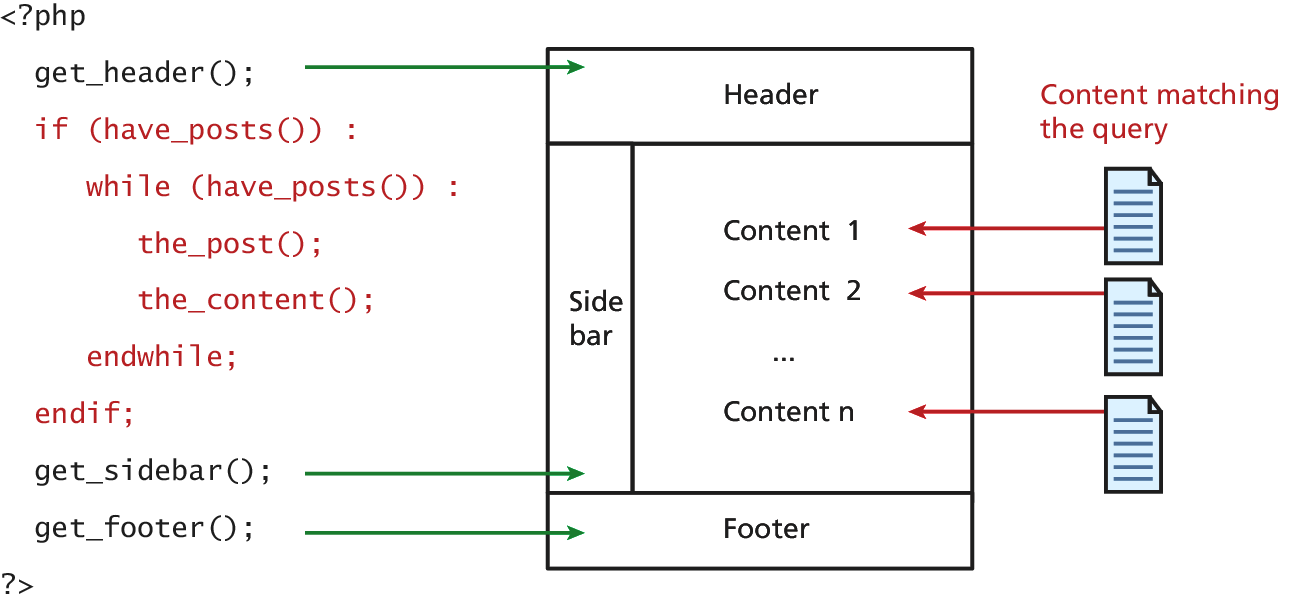 <?php
get_header();
if (have_posts()) :
while (have_posts()) :
the_post();
the_content();
endwhile;
endif;
get_sidebar();
get_footer();
?>
Header
Side
bar
Content 1
Content 2
...
Content n
Footer
Content matching
the query